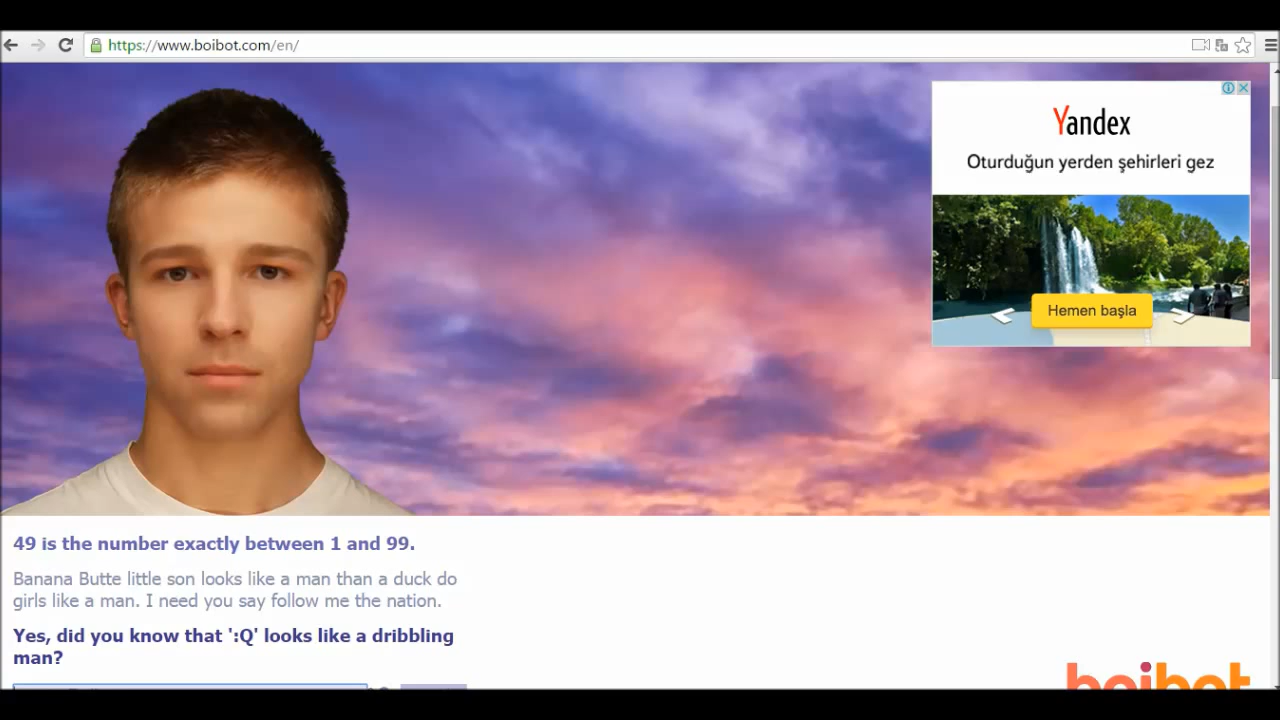 https://www.boibot.com/en/
Yandex
Oturduğun yerden şehirleri gez
Hemen başla
49 is the number exactly between 1 and 99.
Banana Butte little son looks like a man than a duck do
girls like a man. I need you say follow me the nation.
Yes, did you know that ':Q' looks like a dribbling
man?
boibot